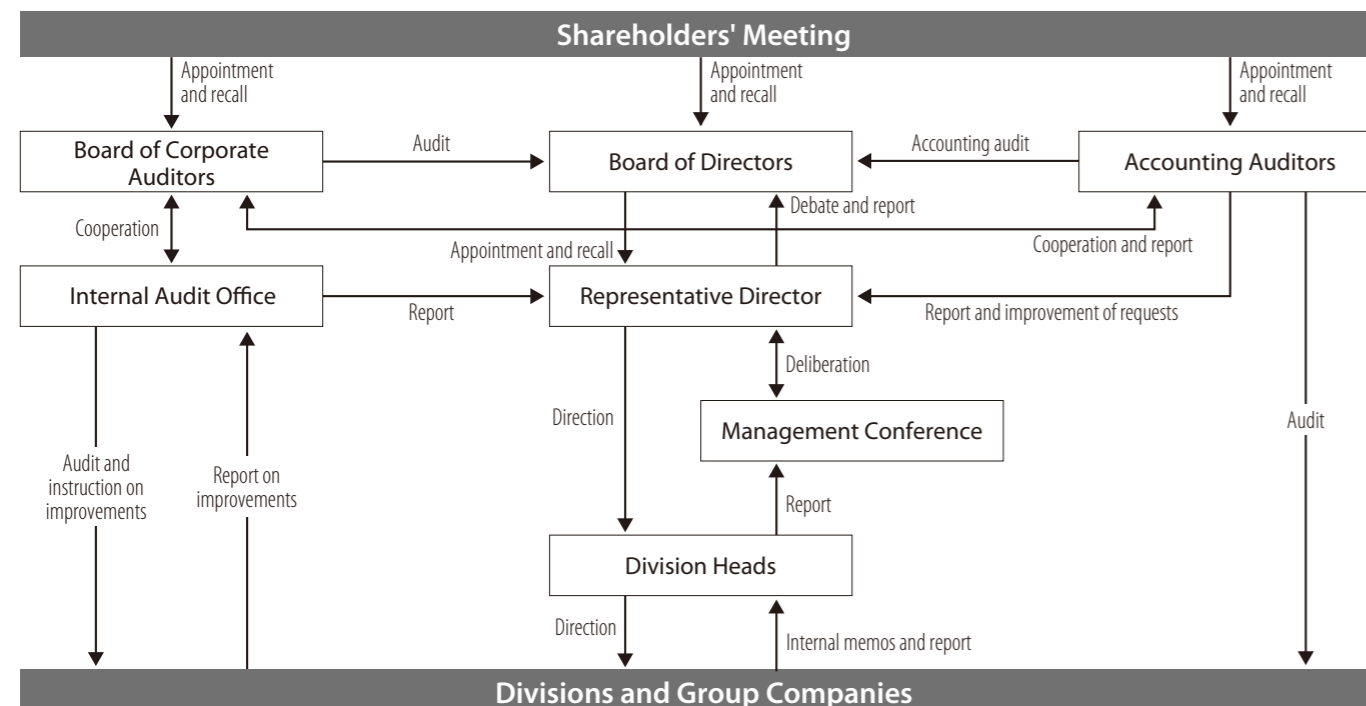 Shareholders' Meeting
Appointment
and recall
Appointment
and recall
Appointment
and recall
Board of Corporate
Auditors
Audit
Board of Directors
Accounting audit
Accounting Auditors
Cooperation
Debate and report
Appointment and recall
Cooperation and report
Internal Audit Office
Report
Representative Director
Report and improvement of requests
Deliberation
Direction
Management Conference
Audit
Audit and
instruction on
improvements
Report on
improvements
Report
Division Heads
Direction
Internal memos and report
Divisions and Group Companies